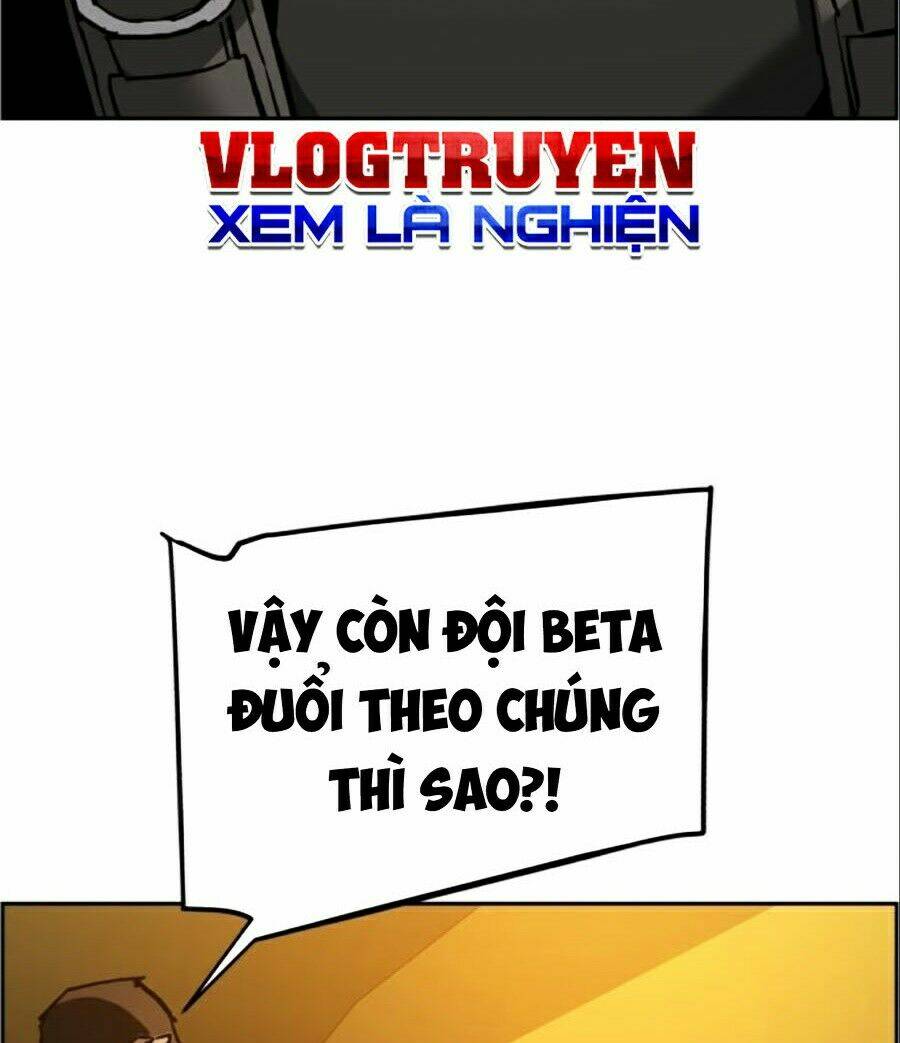 VLOGTRUYEN
XEM LÀ NGHIỆN
VẬY CÒN ĐỘI BETA
ĐUỔI THEO CHÚNG
THÌ SAO?!